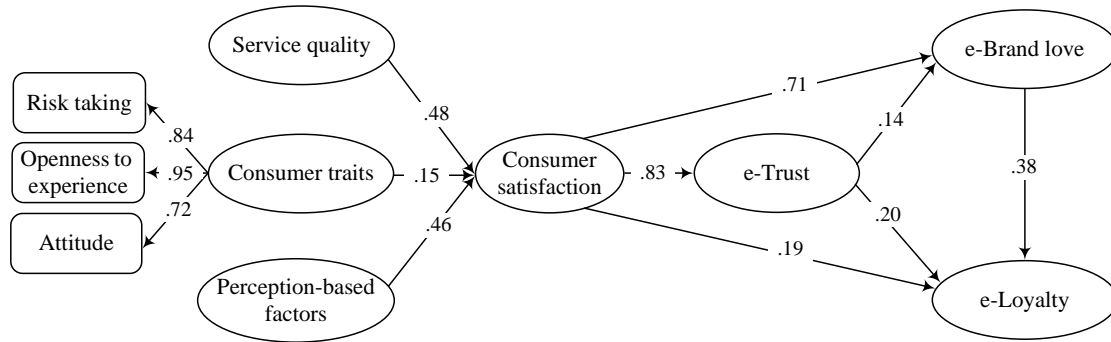 Service quality
e-Brand love
Risk taking
.71
.48
.84
.14
Openness to
experience
.95
Consumer traits
.15
Consumer
satisfaction
.83
e-Trust
.38
.72
.46
.20
Attitude
.19
Perception-based
factors
e-Loyalty